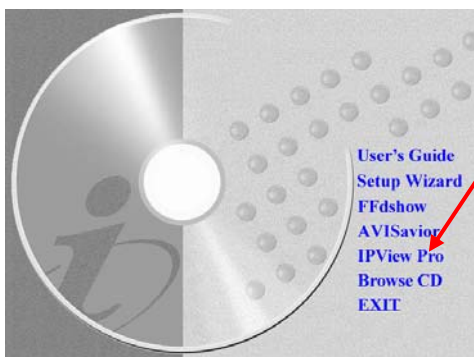 User's Guide
Setup Wizard
FFdshow
AVISavior
IPView Pro
Browse CD
EXIT